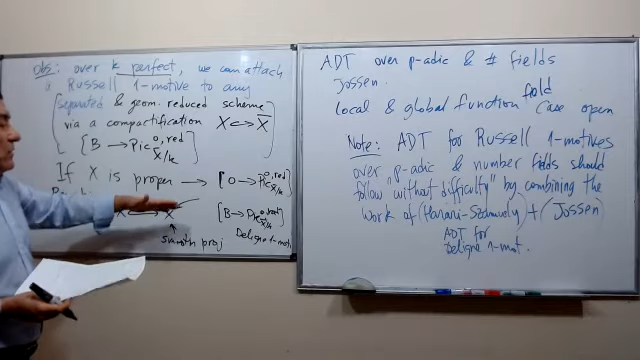 obs: over k perfect, we can attach
a Russell 1-motive to any
separated & geom. reduced scheme
via a compactification X ↪ X̄
[B → Pic^{0,red}_{X̄/k}]
If X is proper → [0 → Pic^{0,red}_{X/k}]
X
[B → Pic^{0,red}_{X̄/k}]
smooth proj
Deligne 1-moti
ADT over p-adic & # fields
Jossen.
local & global function field case open
Note: ADT for Russell 1-motives
over p-adic and number fields should
follow "without difficulty" by combining the
work of (Harari-Szamuely) + (Jossen)
ADT for
Deligne 1-mot.